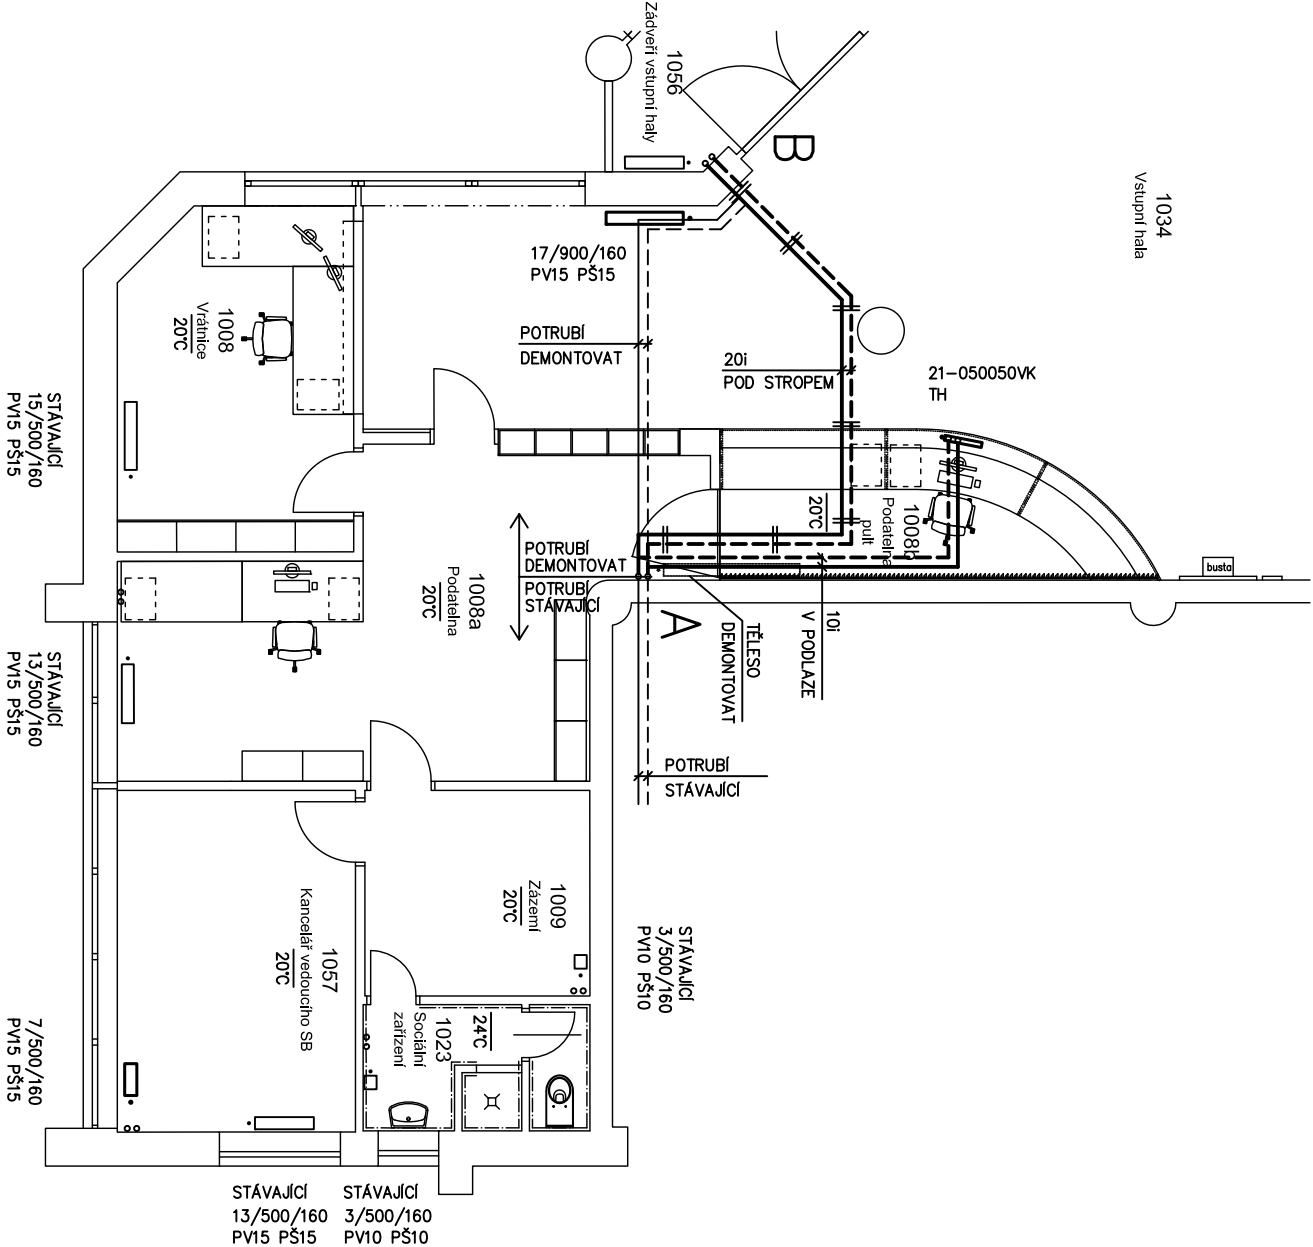 1056
Zádveří vstupní haly
B
1034
Vstupní hala
17/900/160
PV15 PŠ15
POTRUBÍ
DEMONTOVAT
20i
POD STROPEM
21-050050VK
TH
1008
Vrátnice
20°C
STÁVAJÍCÍ
15/500/160
PV15 PŠ15
1008b
Podatelna
pult
20°C
POTRUBÍ
DEMONTOVAT
POTRUBÍ
STÁVAJÍCÍ
1008a
Podatelna
20°C
A
TĚLESO
DEMONTOVAT
10i
V PODLAZE
busta
STÁVAJÍCÍ
13/500/160
PV15 PŠ15
POTRUBÍ
STÁVAJÍCÍ
1009
Zázemí
20°C
STÁVAJÍCÍ
3/500/160
PV10 PŠ10
1057
Kancelář vedoucího SB
20°C
1023
Sociální
zařízení
24°C
7/500/160
PV15 PŠ15
STÁVAJÍCÍ
13/500/160
PV15 PŠ15
STÁVAJÍCÍ
3/500/160
PV10 PŠ10